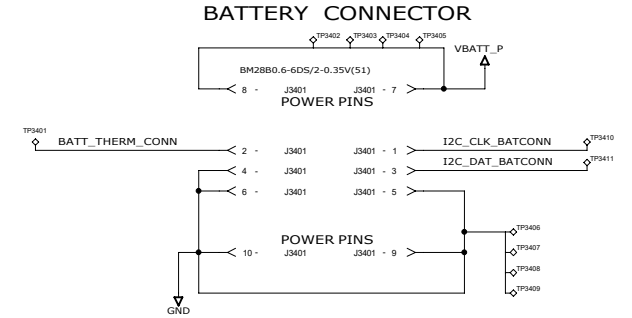 BATTERY CONNECTOR
TP3402 TP3403 TP3404 TP3405
VBATT_P
BM28B0.6-6DS/2-0.35V(51)
8 - J3401 J3401 - 7
POWER PINS
TP3401
BATT_THERM_CONN
I2C_CLK_BATCONN
TP3410
2 - J3401 J3401 - 1
I2C_DAT_BATCONN
TP3411
4 - J3401 J3401 - 3
6 - J3401 J3401 - 5
TP3406
POWER PINS
TP3407
10 - J3401 J3401 - 9
TP3408
TP3409
GND